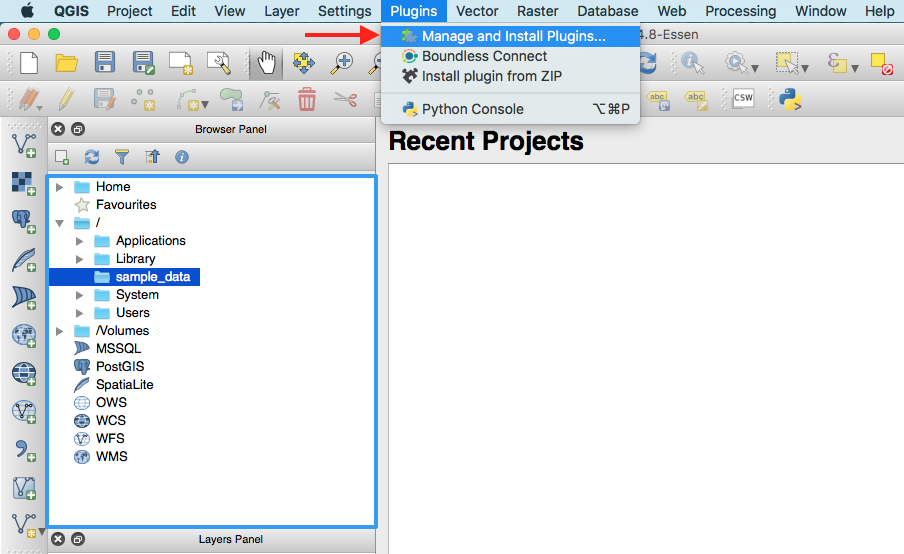 QGIS Project Edit View Layer Settings Plugins Vector Raster Database Web Processing Window Help
Manage and Install Plugins...
4.8-Essen
Boundless Connect
Install plugin from ZIP
Python Console ⌥⌘P
abc abc CSW
Browser Panel
Recent Projects
Home
Favourites
/
Applications
Library
sample_data
System
Users
/Volumes
MSSQL
PostGIS
SpatiaLite
OWS
WCS
WFS
WMS
Layers Panel